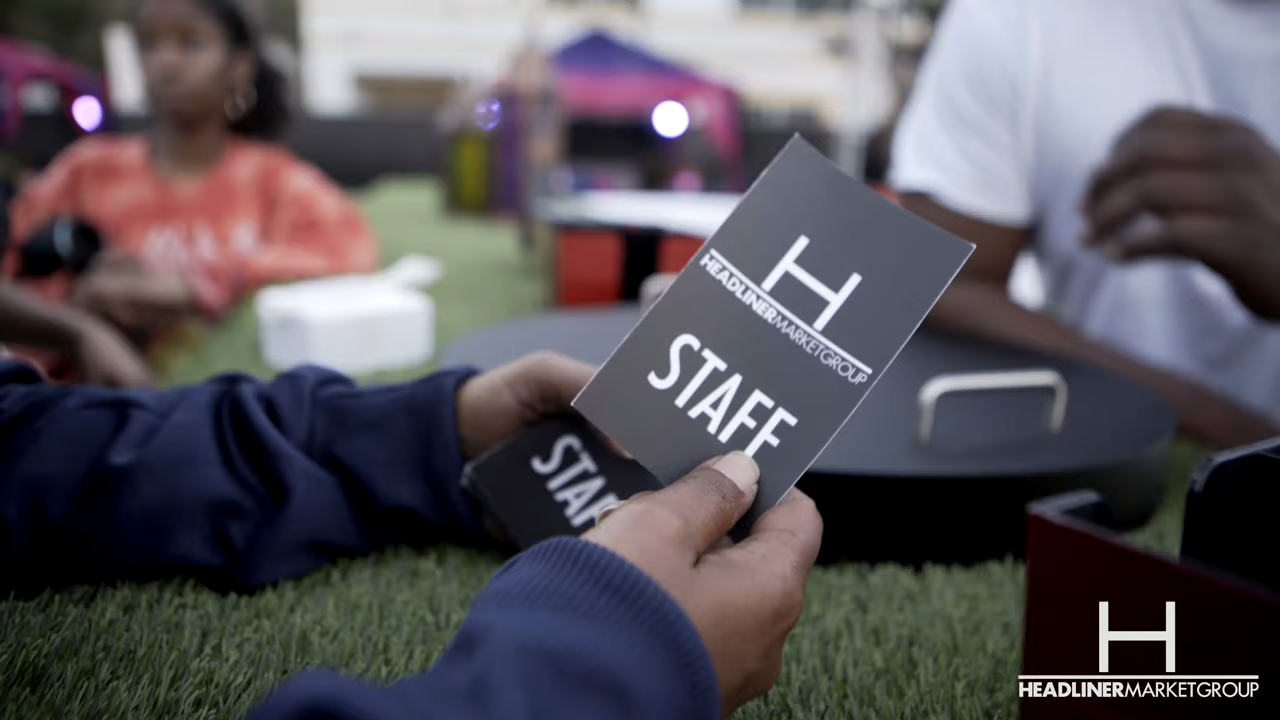 H
HEADLINERMARKETGROUP
STAFF
STAF
H
HEADLINERMARKETGROUP